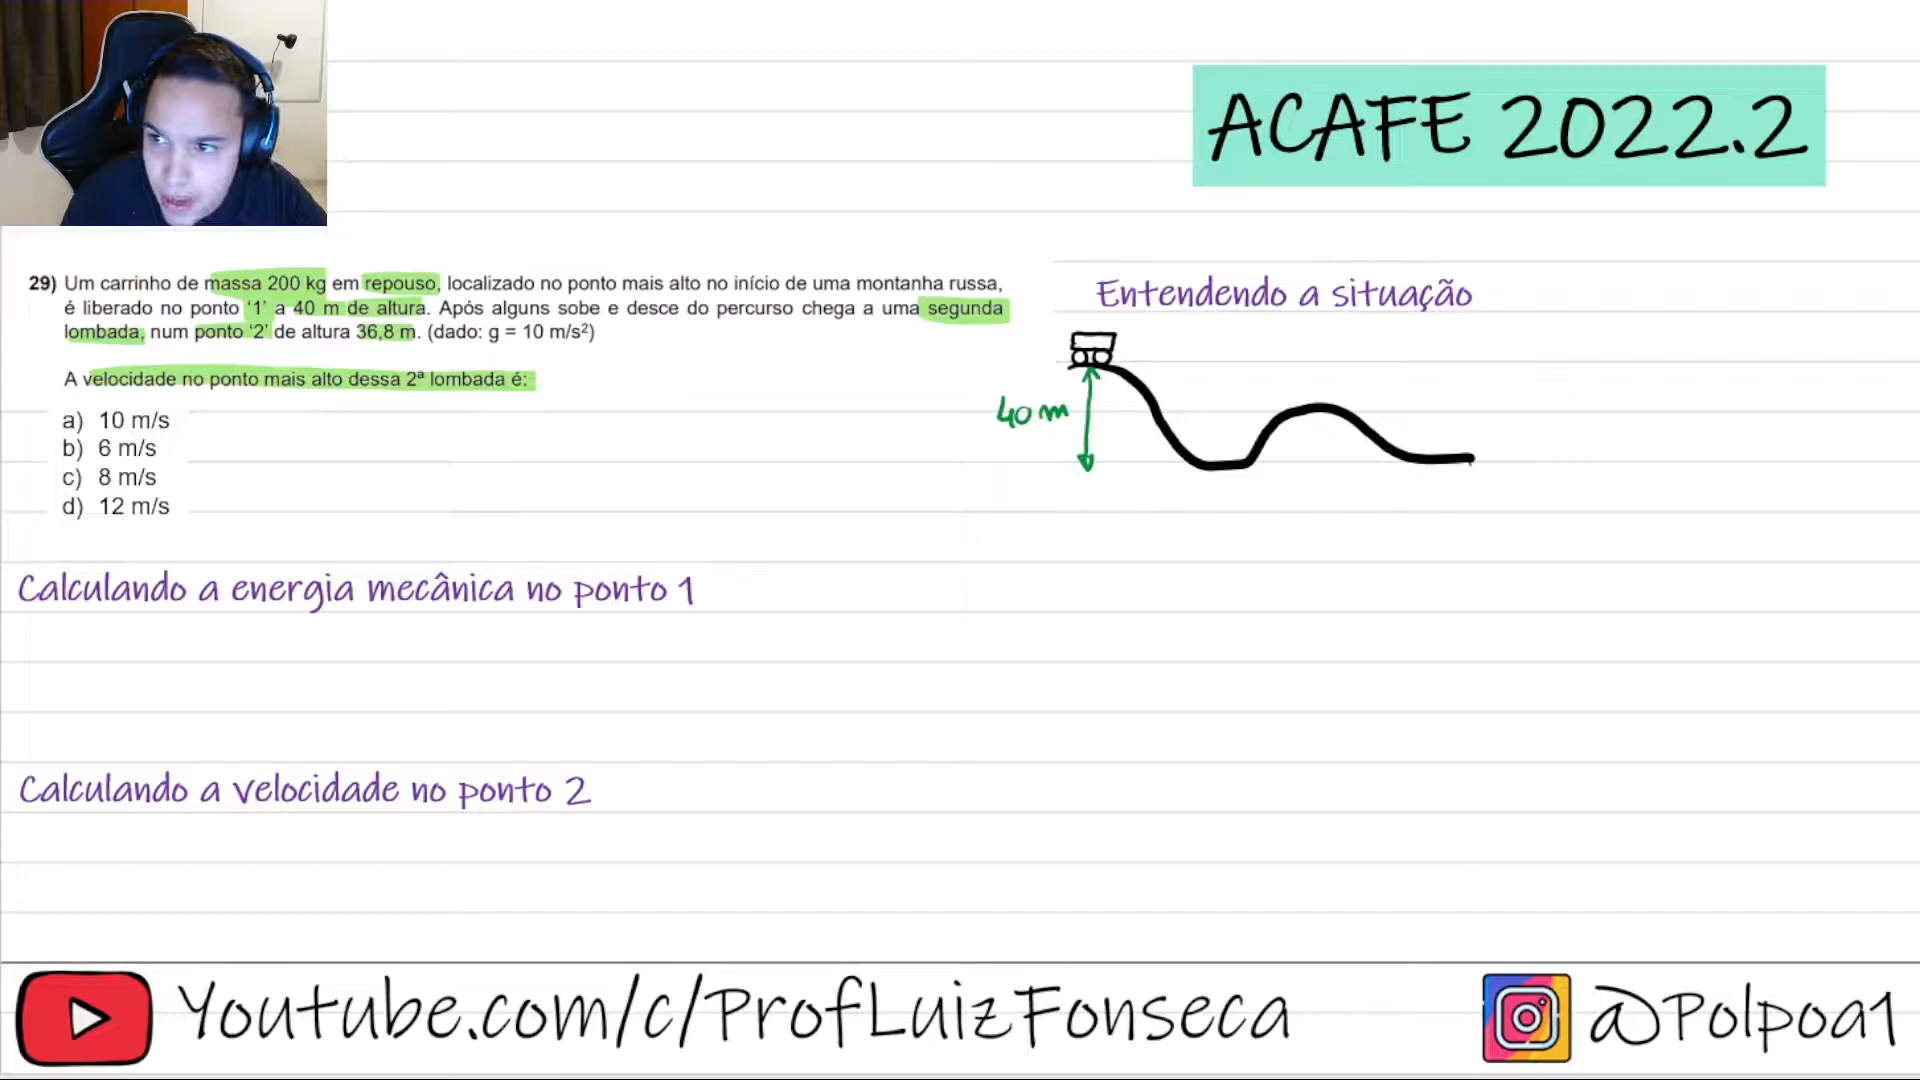 ACAFE 2022.2
29) Um carrinho de massa 200 kg em repouso, localizado no ponto mais alto no início de uma montanha russa,
é liberado no ponto ‘1’ a 40 m de altura. Após alguns sobe e desce do percurso chega a uma segunda
lombada, num ponto ‘2’ de altura 36,8 m. (dado: g = 10 m/s²)
A velocidade no ponto mais alto dessa 2ª lombada é:
a) 10 m/s
b) 6 m/s
c) 8 m/s
d) 12 m/s
Entendendo a situação
40 m
Calculando a energia mecânica no ponto 1
Calculando a velocidade no ponto 2
Youtube.com/c/ProfLuizFonseca
@Polpoa1